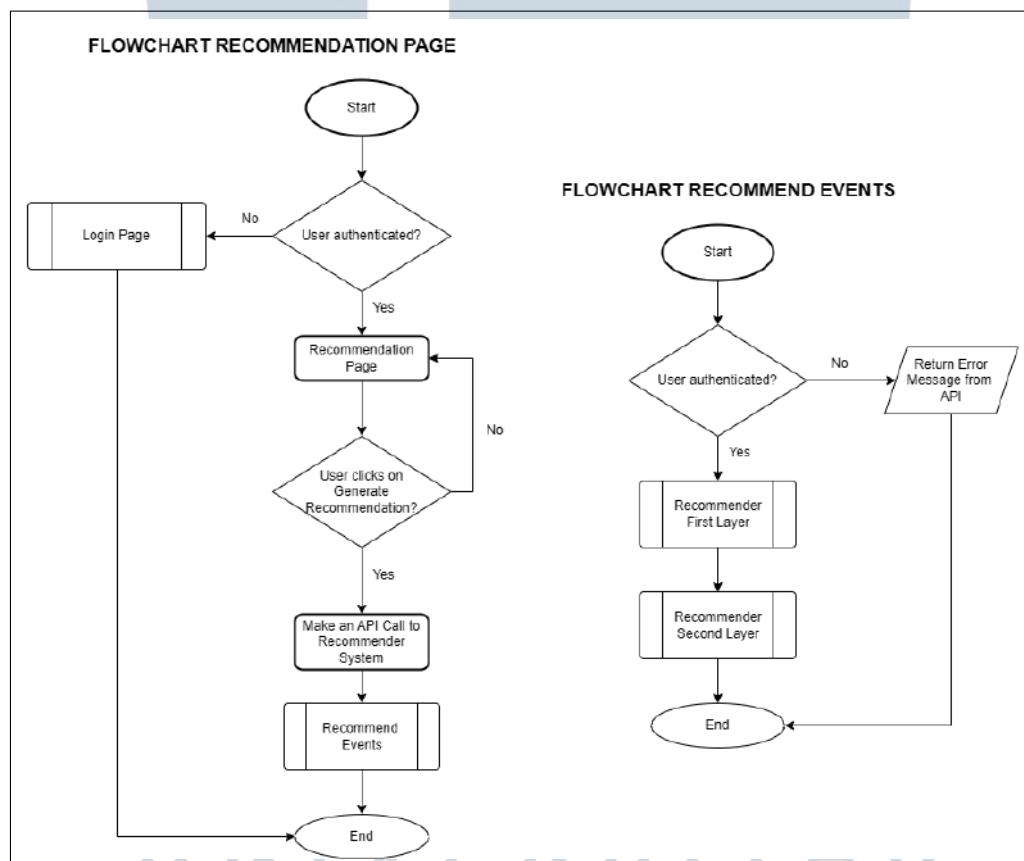 FLOWCHART RECOMMENDATION PAGE
Start
User authenticated?
No
Login Page
Yes
Recommendation
Page
No
User clicks on
Generate
Recommendation?
Yes
Make an API Call to
Recommender
System
Recommend
Events
End
FLOWCHART RECOMMEND EVENTS
Start
User authenticated?
No
Return Error
Message from
API
Yes
Recommender
First Layer
Recommender
Second Layer
End